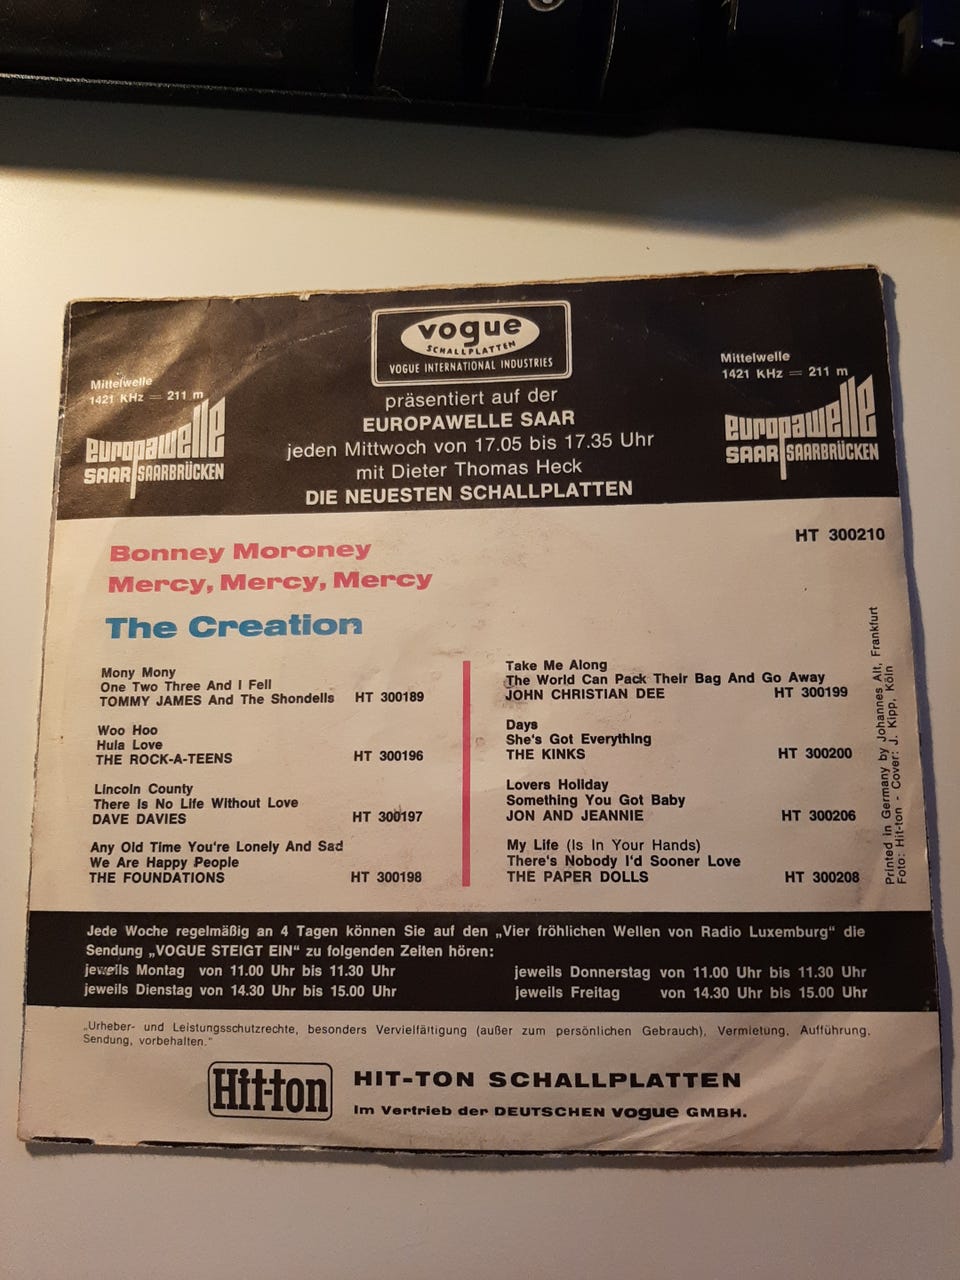 vogue
SCHALLPLATTEN
VOGUE INTERNATIONAL INDUSTRIES
präsentiert auf der
EUROPAWELLE SAAR
jeden Mittwoch von 17.05 bis 17.35 Uhr
mit Dieter Thomas Heck
DIE NEUESTEN SCHALLPLATTEN
Mittelwelle
1421 KHz = 211 m
europawelle
SAAR SAARBRÜCKEN
Mittelwelle
1421 KHz = 211 m
europawelle
SAAR SAARBRÜCKEN
HT 300210
Bonney Moroney
Mercy, Mercy, Mercy
The Creation
Mony Mony
One Two Three And I Fell
TOMMY JAMES And The Shondells HT 300189
Woo Hoo
Hula Love
THE ROCK-A-TEENS HT 300196
Lincoln County
There Is No Life Without Love
DAVE DAVIES HT 300197
Any Old Time You're Lonely And Sad
We Are Happy People
THE FOUNDATIONS HT 300198
Take Me Along
The World Can Pack Their Bag And Go Away
JOHN CHRISTIAN DEE HT 300199
Days
She's Got Everything
THE KINKS HT 300200
Lovers Holiday
Something You Got Baby
JON AND JEANNIE HT 300206
My Life (Is In Your Hands)
There's Nobody I'd Sooner Love
THE PAPER DOLLS HT 300208
Printed in Germany by Johannes Alt, Frankfurt
Foto: Hit-ton - Cover: J. Kipp, Köln
Jede Woche regelmäßig an 4 Tagen können Sie auf den „Vier fröhlichen Wellen von Radio Luxemburg“ die
Sendung „VOGUE STEIGT EIN“ zu folgenden Zeiten hören:
jeweils Montag von 11.00 Uhr bis 11.30 Uhr
jeweils Dienstag von 14.30 Uhr bis 15.00 Uhr
jeweils Donnerstag von 11.00 Uhr bis 11.30 Uhr
jeweils Freitag von 14.30 Uhr bis 15.00 Uhr
„Urheber- und Leistungsschutzrechte, besonders Vervielfältigung (außer zum persönlichen Gebrauch), Vermietung, Aufführung,
Sendung, vorbehalten.“
Hit-ton
HIT-TON SCHALLPLATTEN
Im Vertrieb der DEUTSCHEN vogue GMBH.